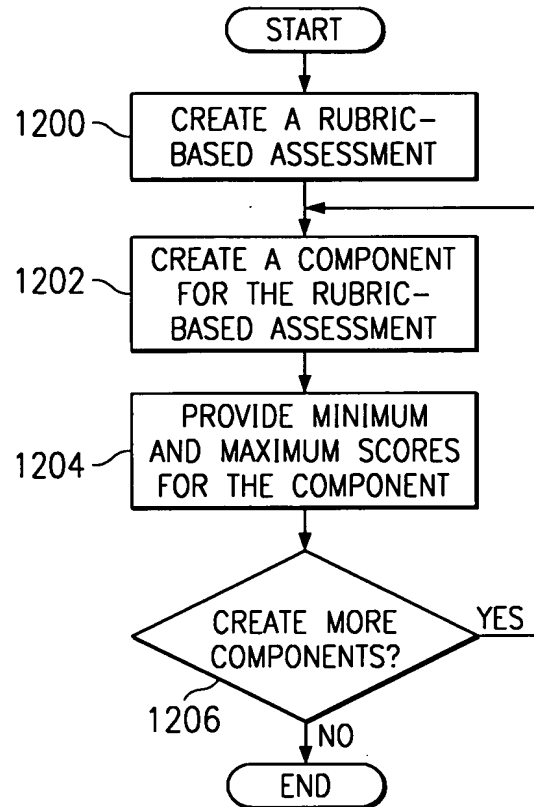 START
1200
CREATE A RUBRIC-
BASED ASSESSMENT
1202
CREATE A COMPONENT
FOR THE RUBRIC-
BASED ASSESSMENT
1204
PROVIDE MINIMUM
AND MAXIMUM SCORES
FOR THE COMPONENT
CREATE MORE
COMPONENTS?
YES
1206
NO
END